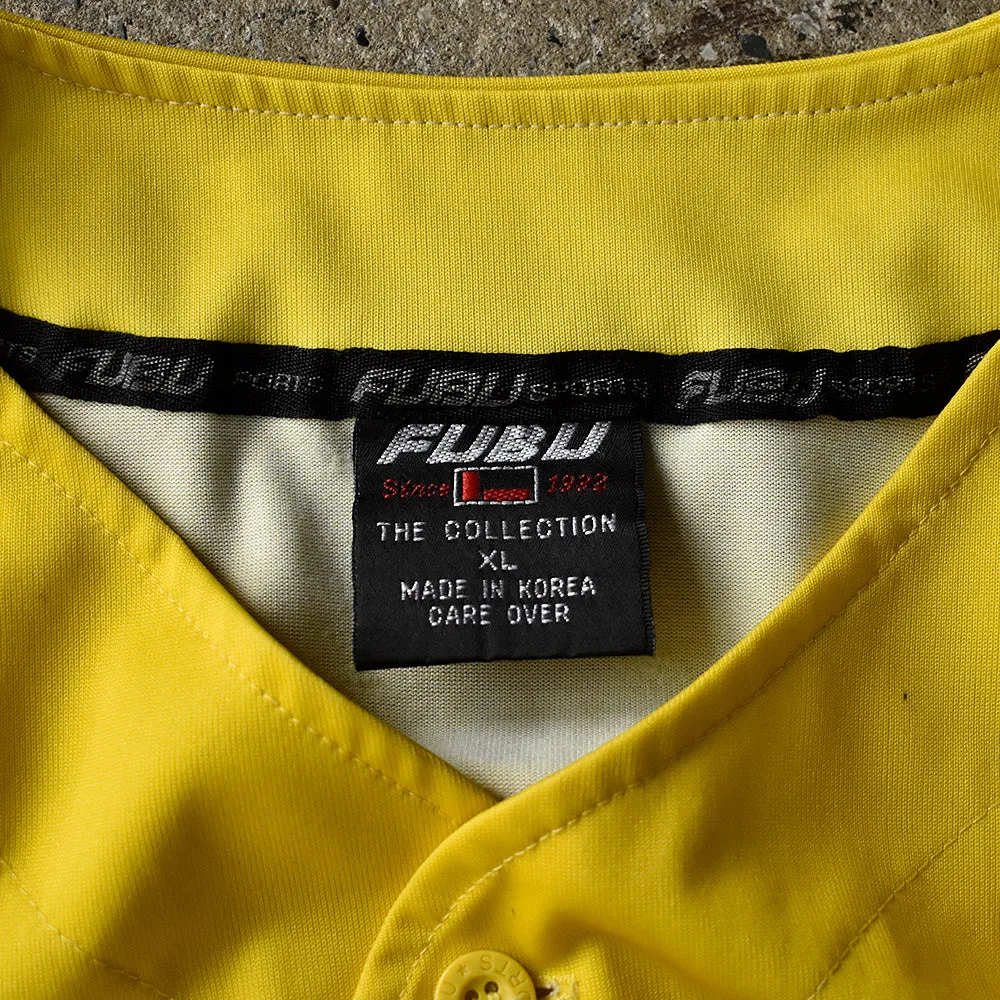 FUBU SPORTS FUBU SPORTS FUBU SPORTS
FUBU
Since 1992
THE COLLECTION
XL
MADE IN KOREA
CARE OVER